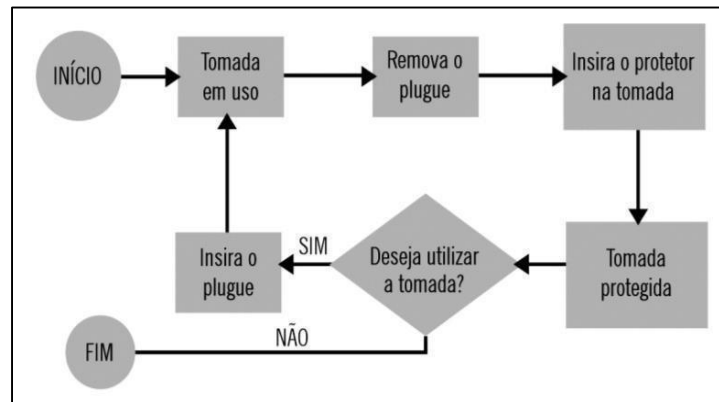 INÍCIO
Tomada
em uso
Remova o
plugue
Insira o protetor
na tomada
Tomada
protegida
Deseja utilizar
a tomada?
SIM
Insira o
plugue
NÃO
FIM